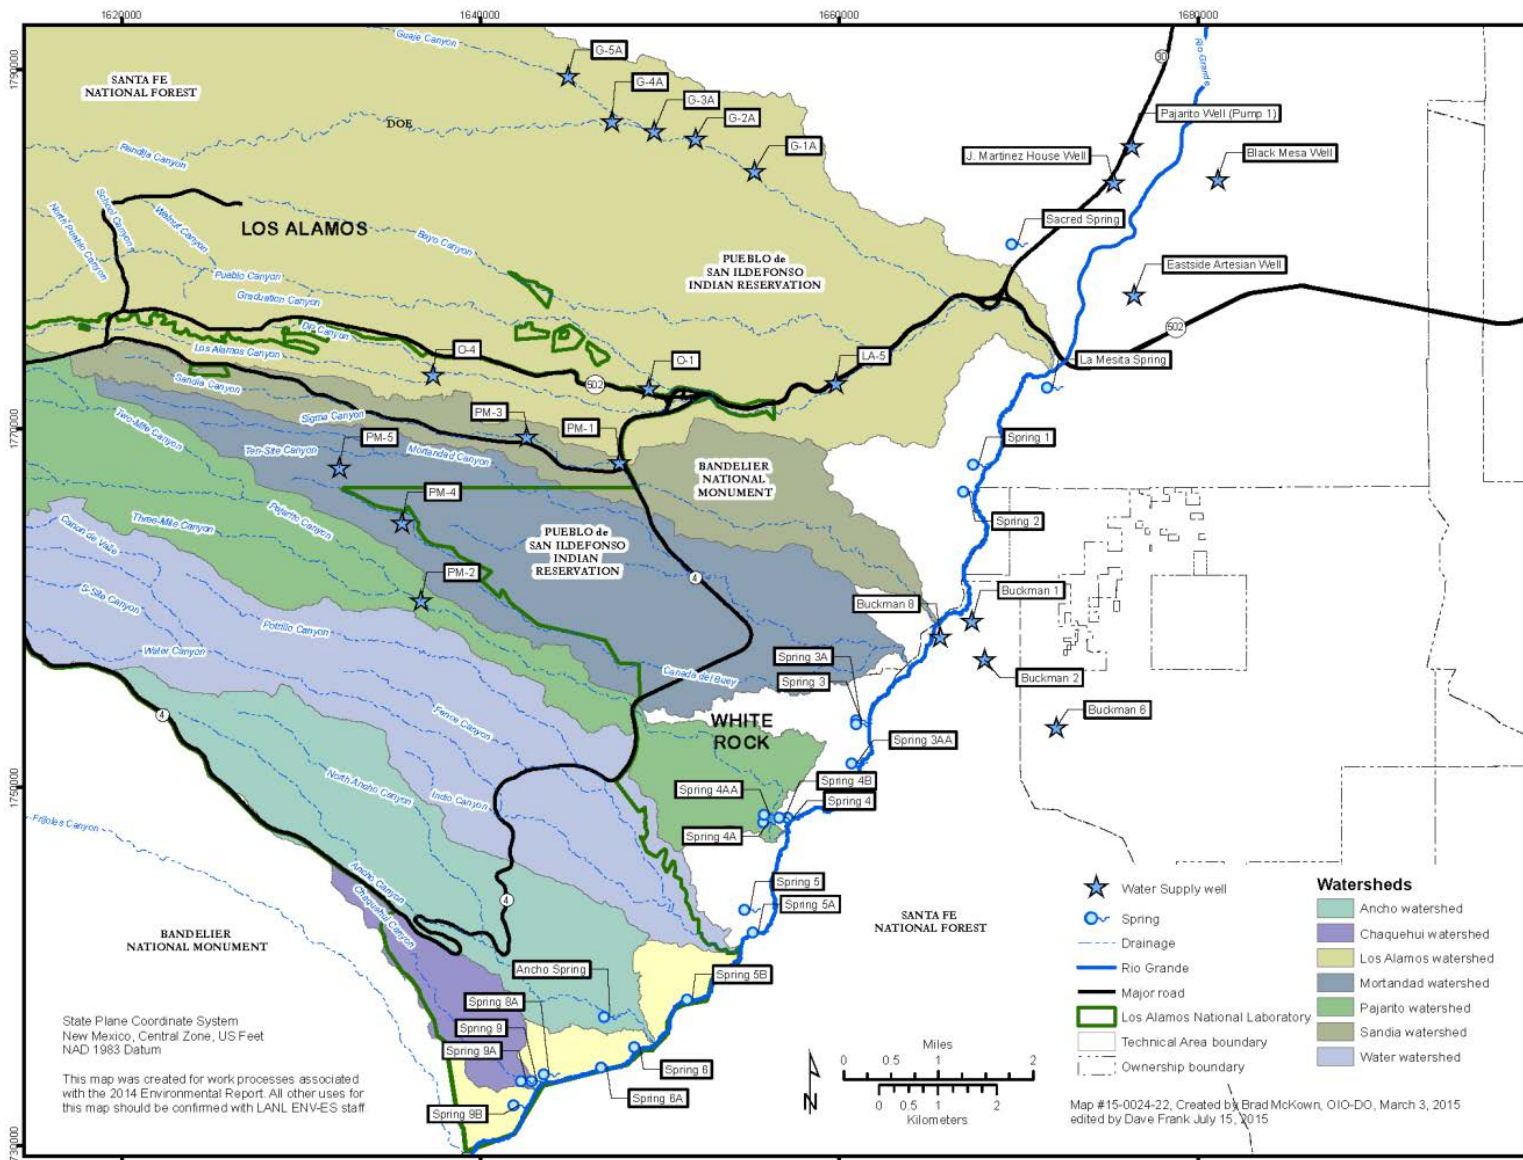 1620000
1640000
1660000
1680000
1790000
1770000
1750000
1730000
Guaje Canyon
G-5A
G-4A
G-3A
G-2A
G-1A
30
Rio Grande
SANTA FE
NATIONAL FOREST
DOE
Pajarito Well (Pump 1)
J. Martinez House Well
Black Mesa Well
Rendija Canyon
School Canyon
Walnut Canyon
North Pueblo Canyon
LOS ALAMOS
Bayo Canyon
Sacred Spring
PUEBLO de
SAN ILDEFONSO
INDIAN RESERVATION
Eastside Artesian Well
Pueblo Canyon
Graduation Canyon
DP Canyon
Los Alamos Canyon
O-4
O-1
LA-5
502
502
La Mesita Spring
Sandia Canyon
Sigma Canyon
PM-3
PM-1
Two-Mile Canyon
Ten-Site Canyon
PM-5
Mortandad Canyon
Spring 1
BANDELIER
NATIONAL
MONUMENT
PM-4
Spring 2
Pajarito Canyon
Three-Mile Canyon
Canon de Valle
PUEBLO de
SAN ILDEFONSO
INDIAN
RESERVATION
4
PM-2
S-Site Canyon
Buckman 8
Buckman 1
Potrillo Canyon
Water Canyon
Spring 3A
Spring 3
Canada del Buey
Buckman 2
Buckman 6
4
Fence Canyon
WHITE
ROCK
Spring 3AA
North Ancho Canyon
Indio Canyon
Spring 4AA
Spring 4B
Spring 4
Spring 4A
Frijoles Canyon
Ancho Canyon
Chaquehui Canyon
4
Spring 5
Spring 5A
SANTA FE
NATIONAL FOREST
BANDELIER
NATIONAL MONUMENT
Ancho Spring
Spring 5B
Spring 8A
Spring 9
Spring 9A
Spring 6
Spring 6A
Spring 9B
State Plane Coordinate System
New Mexico, Central Zone, US Feet
NAD 1983 Datum
This map was created for work processes associated
with the 2014 Environmental Report. All other uses for
this map should be confirmed with LANL ENV-ES staff
N
Miles
0 0.5 1 2
0 0.5 1 2
Kilometers
Water Supply well
Spring
Drainage
Rio Grande
Major road
Los Alamos National Laboratory
Technical Area boundary
Ownership boundary
Watersheds
Ancho watershed
Chaquehui watershed
Los Alamos watershed
Mortandad watershed
Pajarito watershed
Sandia watershed
Water watershed
Map #15-0024-22, Created by Brad McKown, OIO-DO, March 3, 2015
edited by Dave Frank July 15, 2015